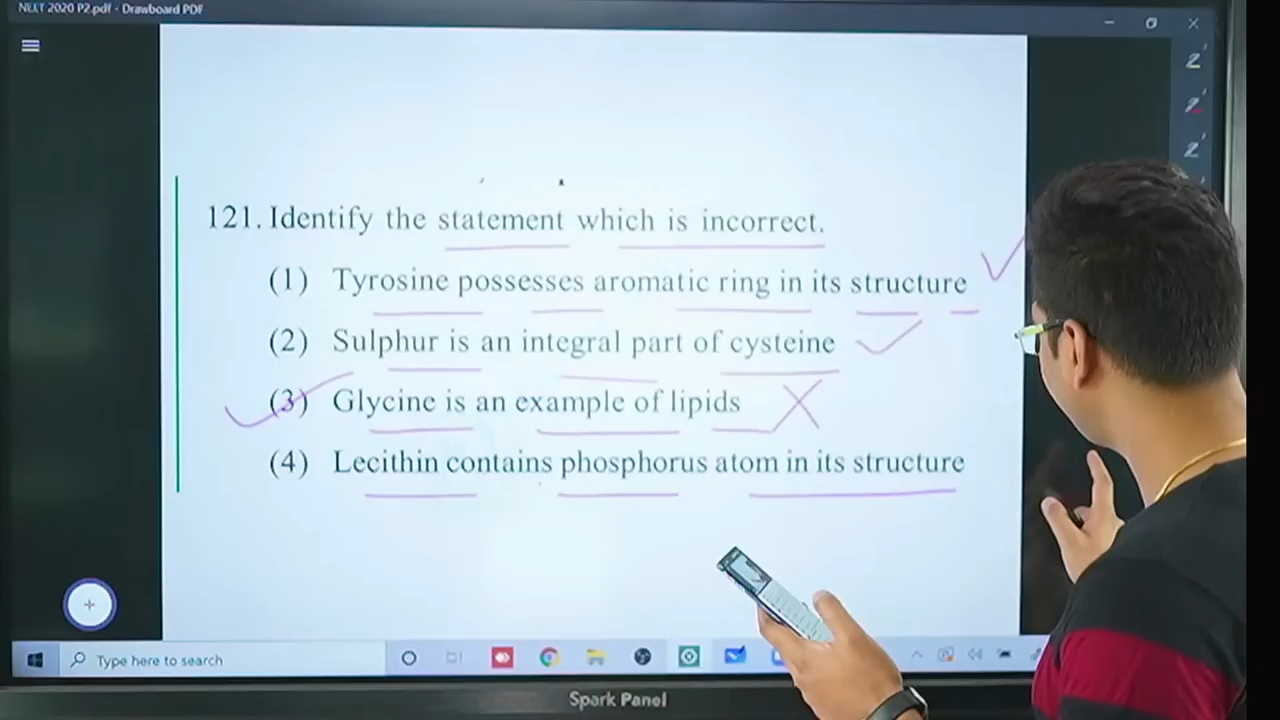 NEET 2020 P2.pdf - Drawboard PDF
121. Identify the statement which is incorrect.
(1) Tyrosine possesses aromatic ring in its structure
(2) Sulphur is an integral part of cysteine
(3) Glycine is an example of lipids
(4) Lecithin contains phosphorus atom in its structure
Type here to search
Spark Panel